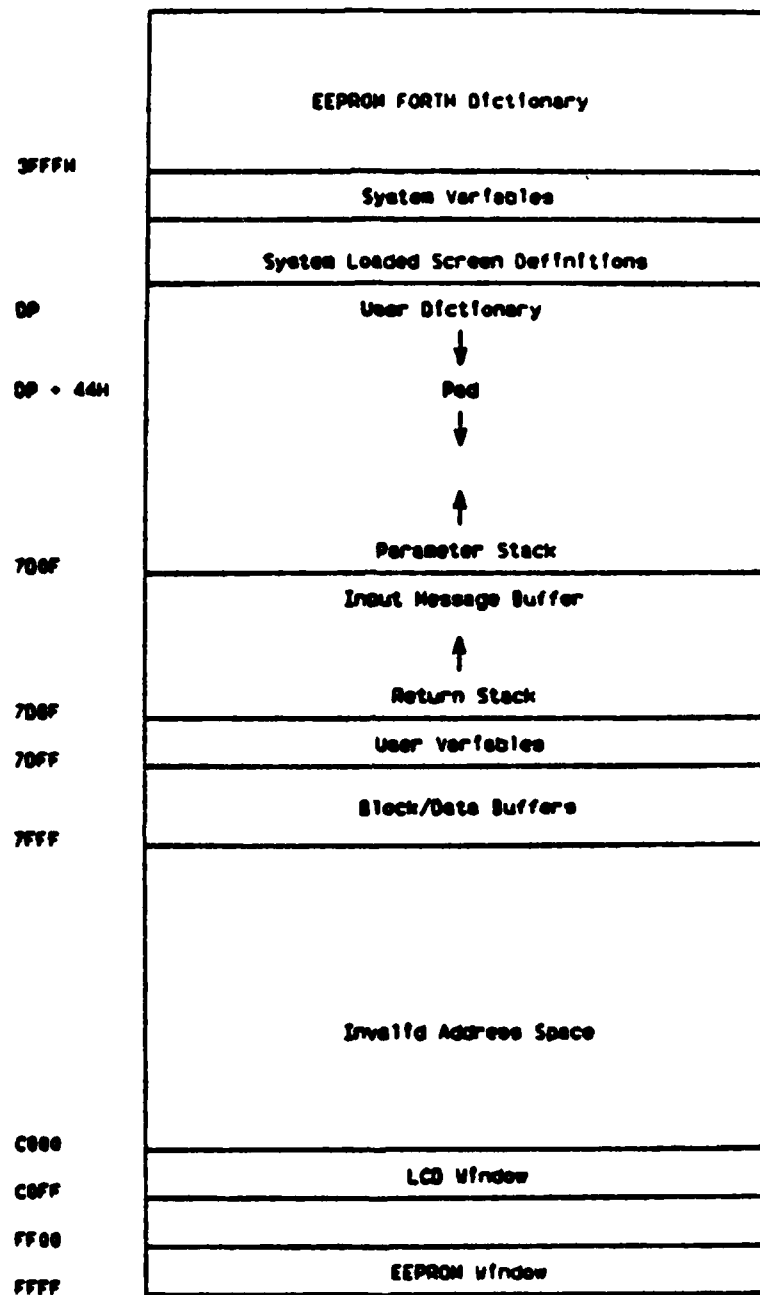 EEPROM FORTH Dictionary
3FFFH
System Variables
System Loaded Screen Definitions
DP
User Dictionary
DP + 44H
Pad
Parameter Stack
Input Message Buffer
Return Stack
User Variables
7DFF
Block/Data Buffers
7FFF
Invalid Address Space
C000
LCD Window
C0FF
FF00
EEPROM Window
FFFF